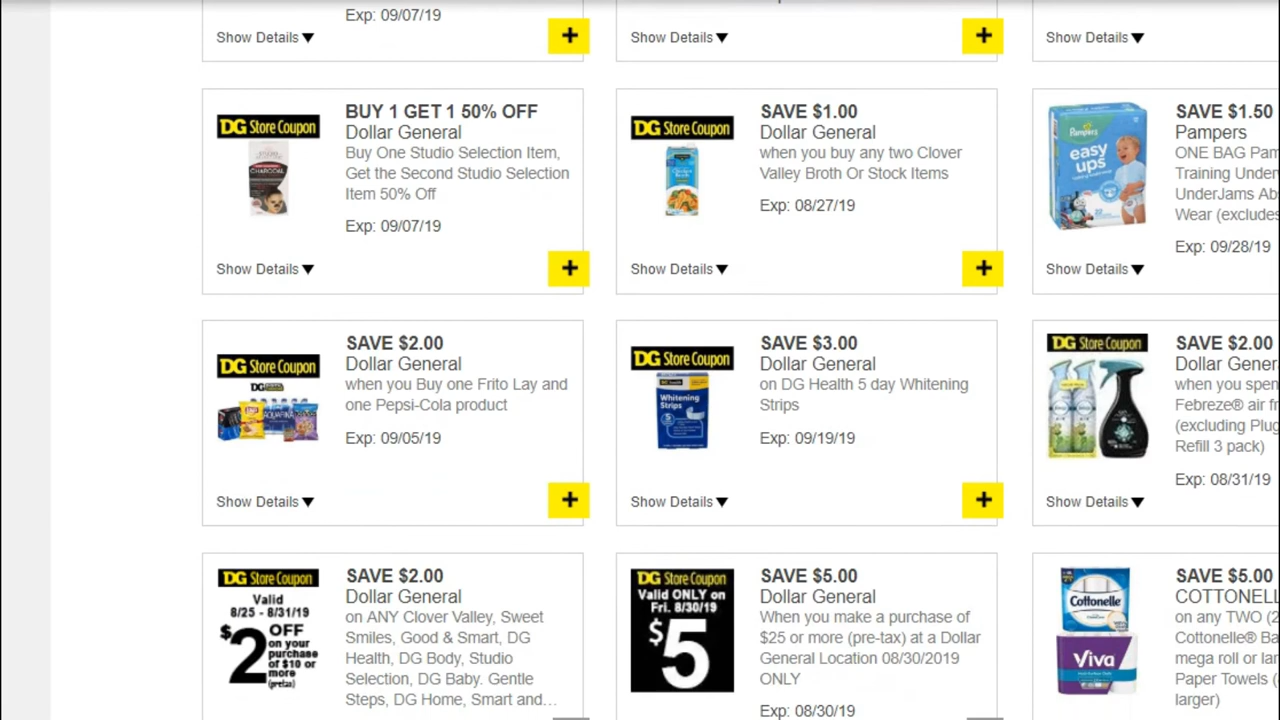 Exp: 09/07/19
Show Details ▼
+
Show Details ▼
+
Show Details ▼
DG Store Coupon
BUY 1 GET 1 50% OFF
Dollar General
Buy One Studio Selection Item,
Get the Second Studio Selection
Item 50% Off
Exp: 09/07/19
CHARCOAL
Show Details ▼
+
DG Store Coupon
SAVE $1.00
Dollar General
when you buy any two Clover
Valley Broth Or Stock Items
Exp: 08/27/19
Show Details ▼
+
Pampers
easy
ups
SAVE $1.50
Pampers
ONE BAG Pam
Training Under
UnderJams Ab
Wear (excludes
Exp: 09/28/19
Show Details ▼
DG Store Coupon
SAVE $2.00
Dollar General
when you Buy one Frito Lay and
one Pepsi-Cola product
Exp: 09/05/19
DG
AQUAFINA
Show Details ▼
+
DG Store Coupon
SAVE $3.00
Dollar General
on DG Health 5 day Whitening
Strips
Exp: 09/19/19
Whitening
Strips
5
Show Details ▼
+
DG Store Coupon
SAVE $2.00
Dollar Gener
when you spen
Febreze® air fr
(excluding Plug
Refill 3 pack)
Exp: 08/31/19
Show Details ▼
DG Store Coupon
Valid
8/25 - 8/31/19
$2 OFF
on your
purchase
of $10 or
more
(pretax)
SAVE $2.00
Dollar General
on ANY Clover Valley, Sweet
Smiles, Good & Smart, DG
Health, DG Body, Studio
Selection, DG Baby. Gentle
Steps, DG Home, Smart and…
DG Store Coupon
Valid ONLY on
Fri. 8/30/19
$5
SAVE $5.00
Dollar General
When you make a purchase of
$25 or more (pre-tax) at a Dollar
General Location 08/30/2019
ONLY
Exp: 08/30/19
Cottonelle
Viva
SAVE $5.00
COTTONELL
on any TWO (2
Cottonelle® Ba
mega roll or lar
Paper Towels (
larger)